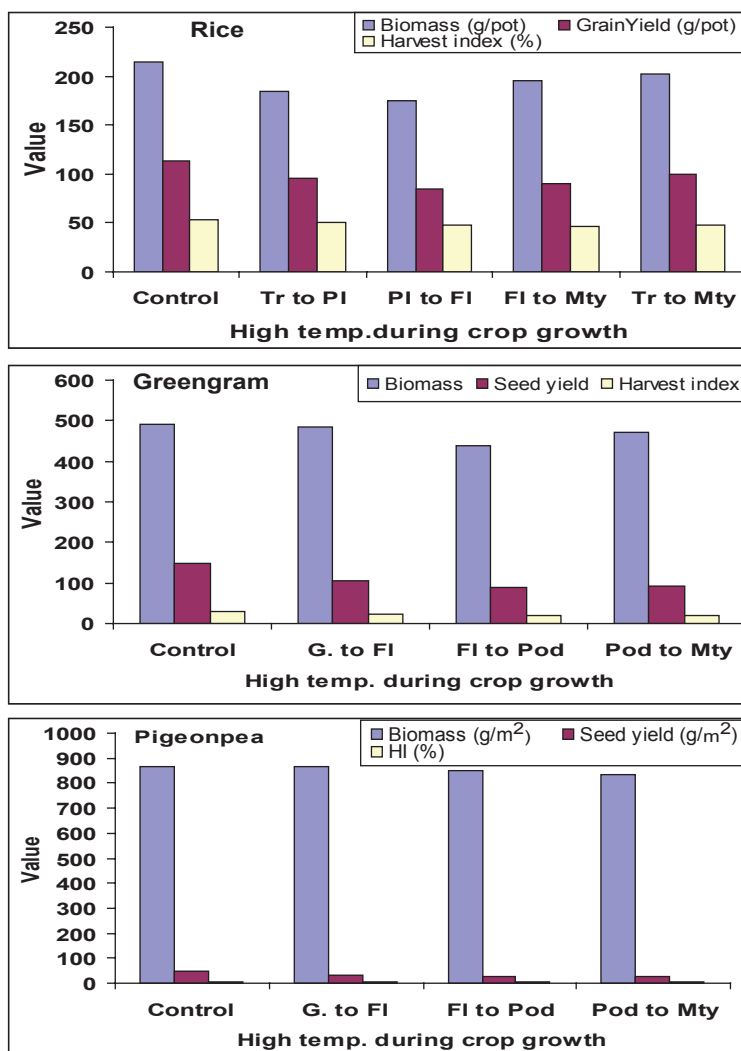 Rice
Biomass (g/pot) GrainYield (g/pot)
Harvest index (%)
250
200
150
100
50
0
Value
Control Tr to PI PI to Fl Fl to Mty Tr to Mty
High temp.during crop growth
Greengram
Biomass Seed yield Harvest index
600
500
400
300
200
100
0
Value
Control G. to Fl Fl to Pod Pod to Mty
High temp. during crop growth
Pigeonpea
Biomass (g/m²) Seed yield (g/m²)
HI (%)
1000
900
800
700
600
500
400
300
200
100
0
Value
Control G. to Fl Fl to Pod Pod to Mty
High temp. during crop growth